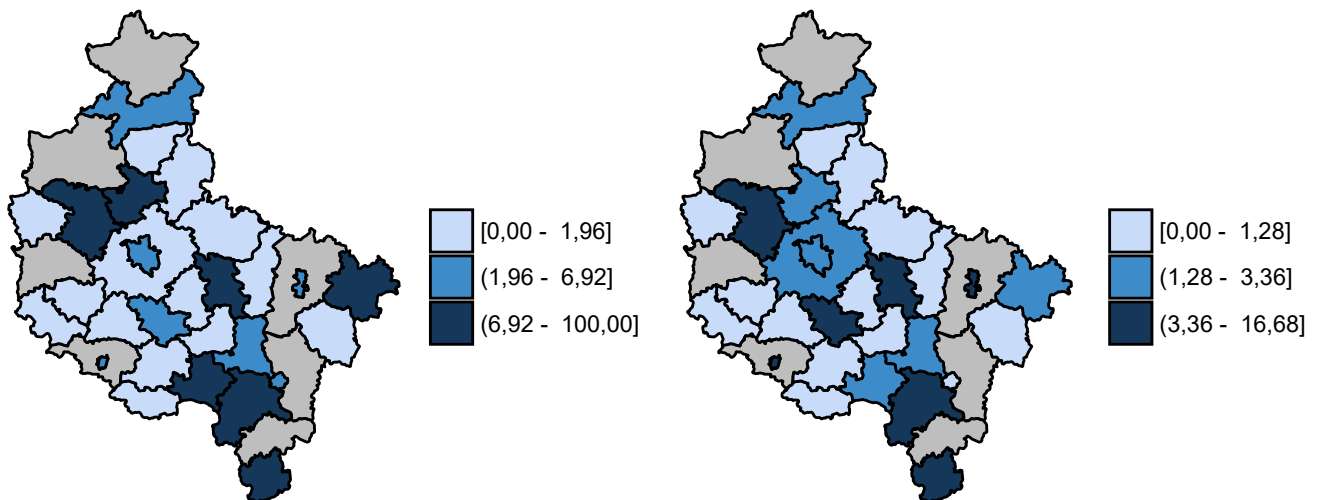 [0,00 - 1,96]
(1,96 - 6,92]
(6,92 - 100,00]
[0,00 - 1,28]
(1,28 - 3,36]
(3,36 - 16,68]